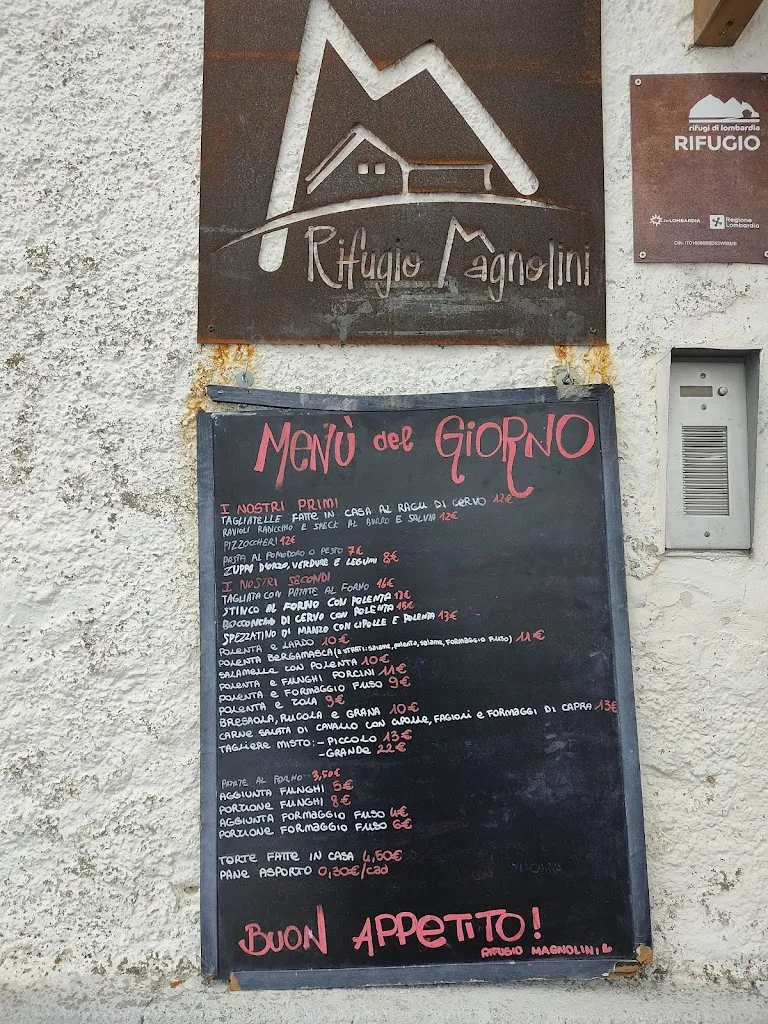 Rifugio Magnolini
rifugi di lombardia
RIFUGIO
inLOMBARDIA
Regione
Lombardia
MENÙ del GIORNO
I NOSTRI PRIMI
TAGLIATELLE FATTE IN CASA AL RAGU DI CERVO 12€
RAVIOLI RADICCHIO E SPECK AL BURRO E SALVIA 12€
PIZZOCCHERI 12€
PASTA AL POMODORO O PESTO 7€
ZUPPA D'ORZO, VERDURE E LEGUMI 8€
I NOSTRI SECONDI
TAGLIATA CON PATATE AL FORNO 16€
STINCO AL FORNO CON POLENTA 17€
BOCCONCINO DI CERVO CON POLENTA 15€
SPEZZATINO DI MANZO CON CIPOLLE E POLENTA 13€
POLENTA E LARDO 10€
POLENTA BERGAMASCA (A STRATI: salame, polenta, salame, FORMAGGIO FUSO) 11€
SALAMELLE CON POLENTA 10€
POLENTA E FUNGHI PORCINI 11€
POLENTA E FORMAGGIO FUSO 9€
POLENTA E ZOLA 9€
BRESAOLA, RUCOLA E GRANA 10€
CARNE SALATA DI CAVALLO CON CIPOLLE, FAGIOLI E FORMAGGI DI CAPRA 13€
TAGLIERE MISTO: - PICCOLO 13€
-GRANDE 22€
PATATE AL FORNO 3,50€
AGGIUNTA FUNGHI 5€
PORZIONE FUNGHI 8€
AGGIUNTA FORMAGGIO FUSO 4€
PORZIONE FORMAGGIO FUSO 6€
TORTE FATTE IN CASA 4,50€
PANE ASPORTO 0,30€/cad
BUON APPETITO!
RIFUGIO MAGNOLINI